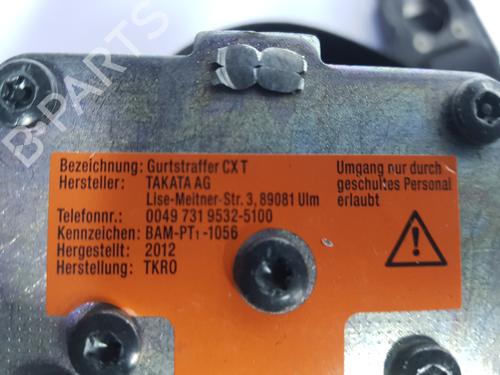 B-PARTS
Bezeichnung: Gurtstraffer CX T
Hersteller: TAKATA AG
Lise-Meitner-Str. 3, 89081 Ulm
Telefonnr.: 0049 731 9532-5100
Kennzeichen: BAM-PT1-1056
Hergestellt: 2012
Herstellung: TKRO
Umgang nur durch
geschultes Personal
erlaubt